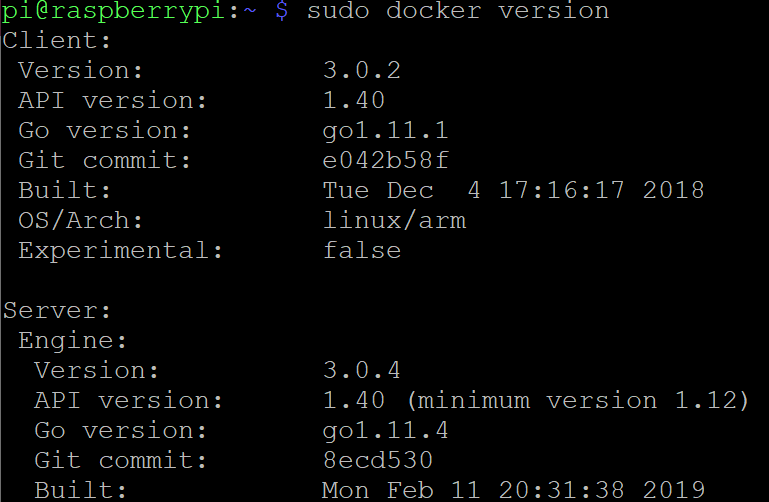 pi@raspberrypi:~ $ sudo docker version
Client:
 Version:           3.0.2
 API version:       1.40
 Go version:        go1.11.1
 Git commit:        e042b58f
 Built:             Tue Dec  4 17:16:17 2018
 OS/Arch:           linux/arm
 Experimental:      false

Server:
 Engine:
  Version:          3.0.4
  API version:      1.40 (minimum version 1.12)
  Go version:       go1.11.4
  Git commit:       8ecd530
  Built:            Mon Feb 11 20:31:38 2019